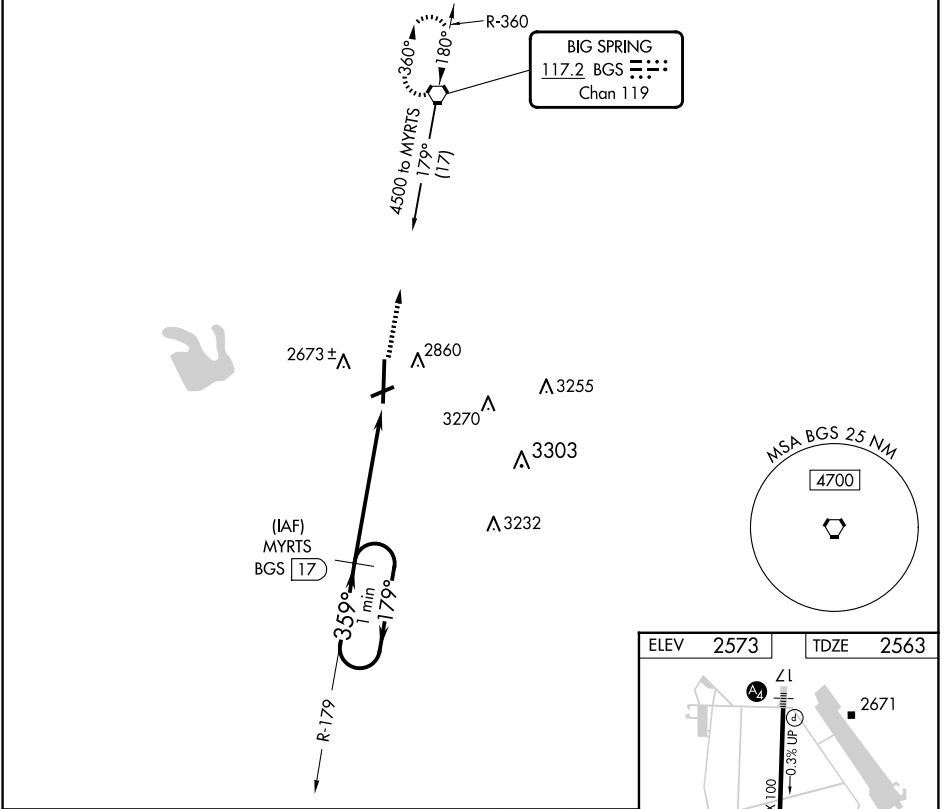 R-360
360°
180°
BIG SPRING
117.2 BGS
Chan 119
4500 to MYRTS
179°
(17)
2673 ±
2860
3255
3270
3303
3232
MSA BGS 25 NM
4700
(IAF)
MYRTS
BGS 17
359°
1 min
179°
R-179
ELEV 2573
TDZE 2563
17
A4
P
2671
0.3% UP
X100